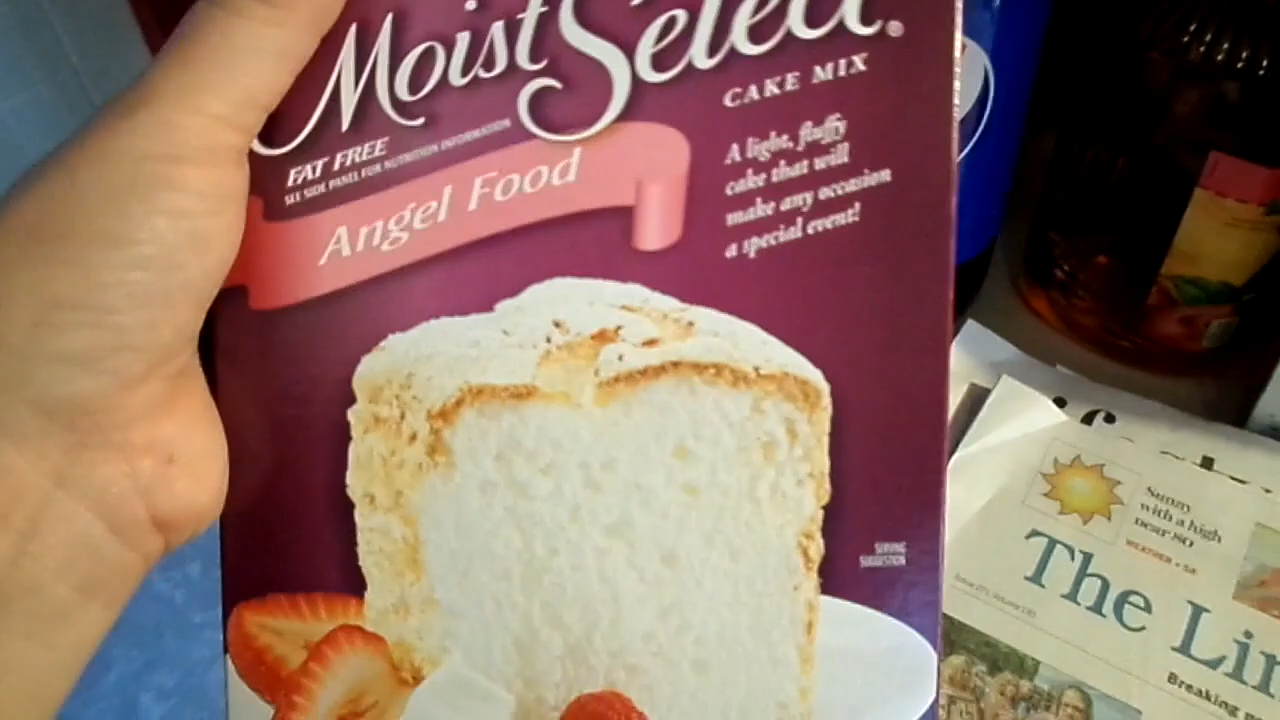 Moist Select®
CAKE MIX
FAT FREE
SEE SIDE PANEL FOR NUTRITION INFORMATION
Angel Food
A light, fluffy
cake that will
make any occasion
a special event!
SERVING
SUGGESTION
Sunny
with a high
near 80
WEATHER • 5A
The Li
Breaking